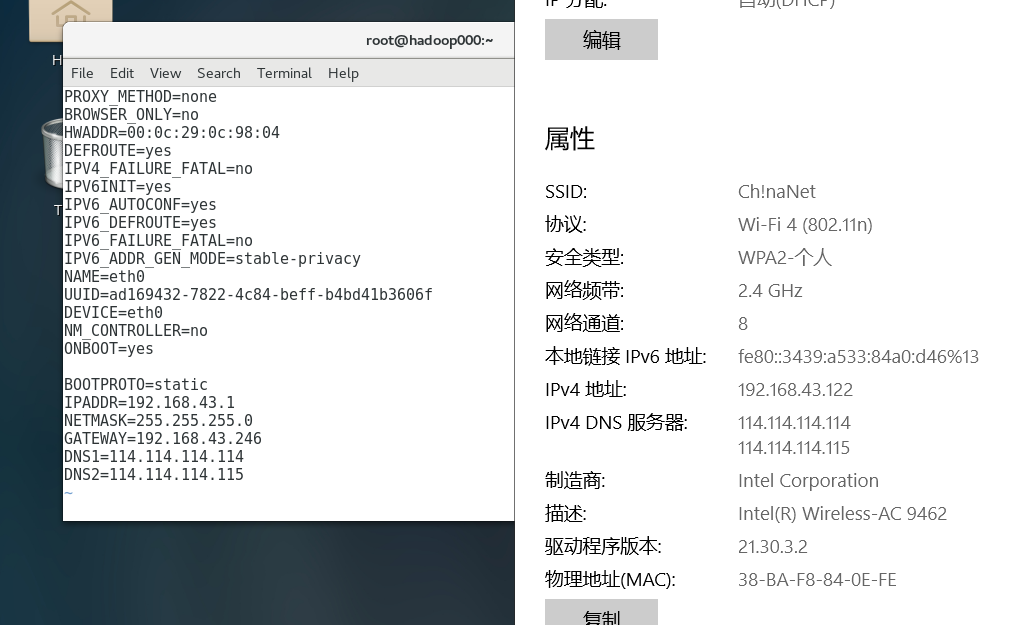 H
T
root@hadoop000:~
File Edit View Search Terminal Help
PROXY_METHOD=none
BROWSER_ONLY=no
HWADDR=00:0c:29:0c:98:04
DEFROUTE=yes
IPV4_FAILURE_FATAL=no
IPV6INIT=yes
IPV6_AUTOCONF=yes
IPV6_DEFROUTE=yes
IPV6_FAILURE_FATAL=no
IPV6_ADDR_GEN_MODE=stable-privacy
NAME=eth0
UUID=ad169432-7822-4c84-beff-b4bd41b3606f
DEVICE=eth0
NM_CONTROLLER=no
ONBOOT=yes
BOOTPROTO=static
IPADDR=192.168.43.1
NETMASK=255.255.255.0
GATEWAY=192.168.43.246
DNS1=114.114.114.114
DNS2=114.114.114.115
~
IP 分配: 自动(DHCP)
编辑
属性
SSID: Ch!naNet
协议: Wi-Fi 4 (802.11n)
安全类型: WPA2-个人
网络频带: 2.4 GHz
网络通道: 8
本地链接 IPv6 地址: fe80::3439:a533:84a0:d46%13
IPv4 地址: 192.168.43.122
IPv4 DNS 服务器: 114.114.114.114
114.114.114.115
制造商: Intel Corporation
描述: Intel(R) Wireless-AC 9462
驱动程序版本: 21.30.3.2
物理地址(MAC): 38-BA-F8-84-0E-FE
复制